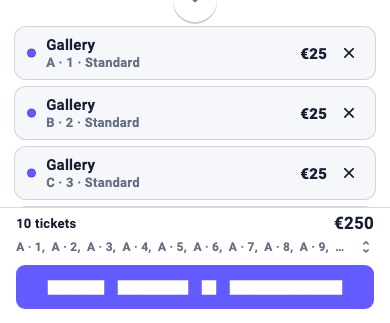 Gallery
A · 1 · Standard
€25
Gallery
B · 2 · Standard
€25
Gallery
C · 3 · Standard
€25
10 tickets
€250
A · 1, A · 2, A · 3, A · 4, A · 5, A · 6, A · 7, A · 8, A · 9, ...